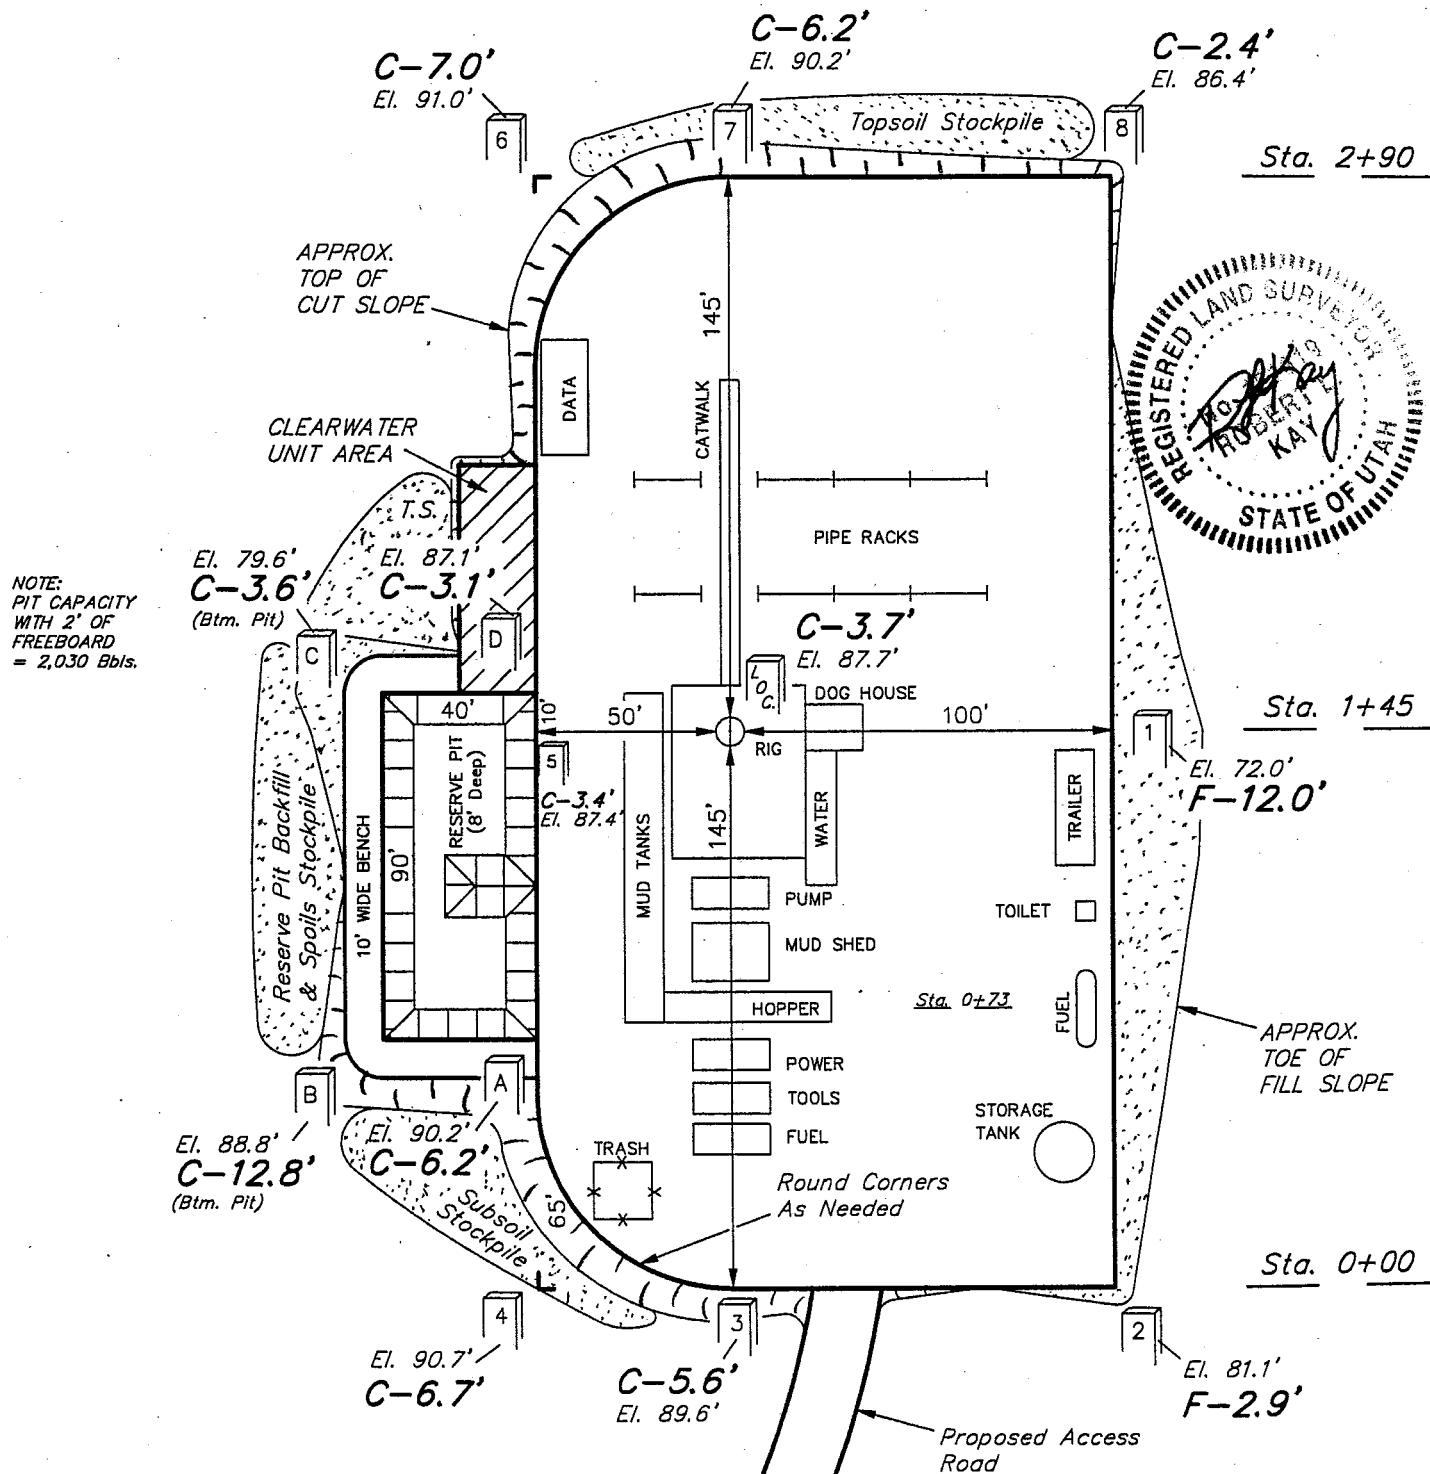 C-7.0'
El. 91.0'
6
C-6.2'
El. 90.2'
7
Topsoil Stockpile
C-2.4'
El. 86.4'
8
Sta. 2+90
APPROX.
TOP OF
CUT SLOPE
145'
REGISTERED LAND SURVEYOR
ROBERT L.
KAY
STATE OF UTAH
DATA
CATWALK
CLEARWATER
UNIT AREA
T.S.
PIPE RACKS
NOTE:
PIT CAPACITY
WITH 2' OF
FREEBOARD
= 2,030 Bbls.
El. 79.6'
C-3.6'
(Btm. Pit)
C
El. 87.1'
C-3.1'
D
C-3.7'
El. 87.7'
LOC.
DOG HOUSE
40'
10'
50'
RIG
100'
Sta. 1+45
1
El. 72.0'
F-12.0'
5
C-3.4'
El. 87.4'
RESERVE PIT
(8' Deep)
90'
10' WIDE BENCH
Reserve Pit Backfill
& Spoils Stockpile
MUD TANKS
145'
WATER
TRAILER
PUMP
TOILET
MUD SHED
HOPPER
Sta. 0+73
FUEL
APPROX.
TOE OF
FILL SLOPE
POWER
TOOLS
FUEL
STORAGE
TANK
B
El. 88.8'
C-12.8'
(Btm. Pit)
A
El. 90.2'
C-6.2'
TRASH
65'
Round Corners
As Needed
Subsoil
Stockpile
Sta. 0+00
4
El. 90.7'
C-6.7'
3
C-5.6'
El. 89.6'
2
El. 81.1'
F-2.9'
Proposed Access
Road